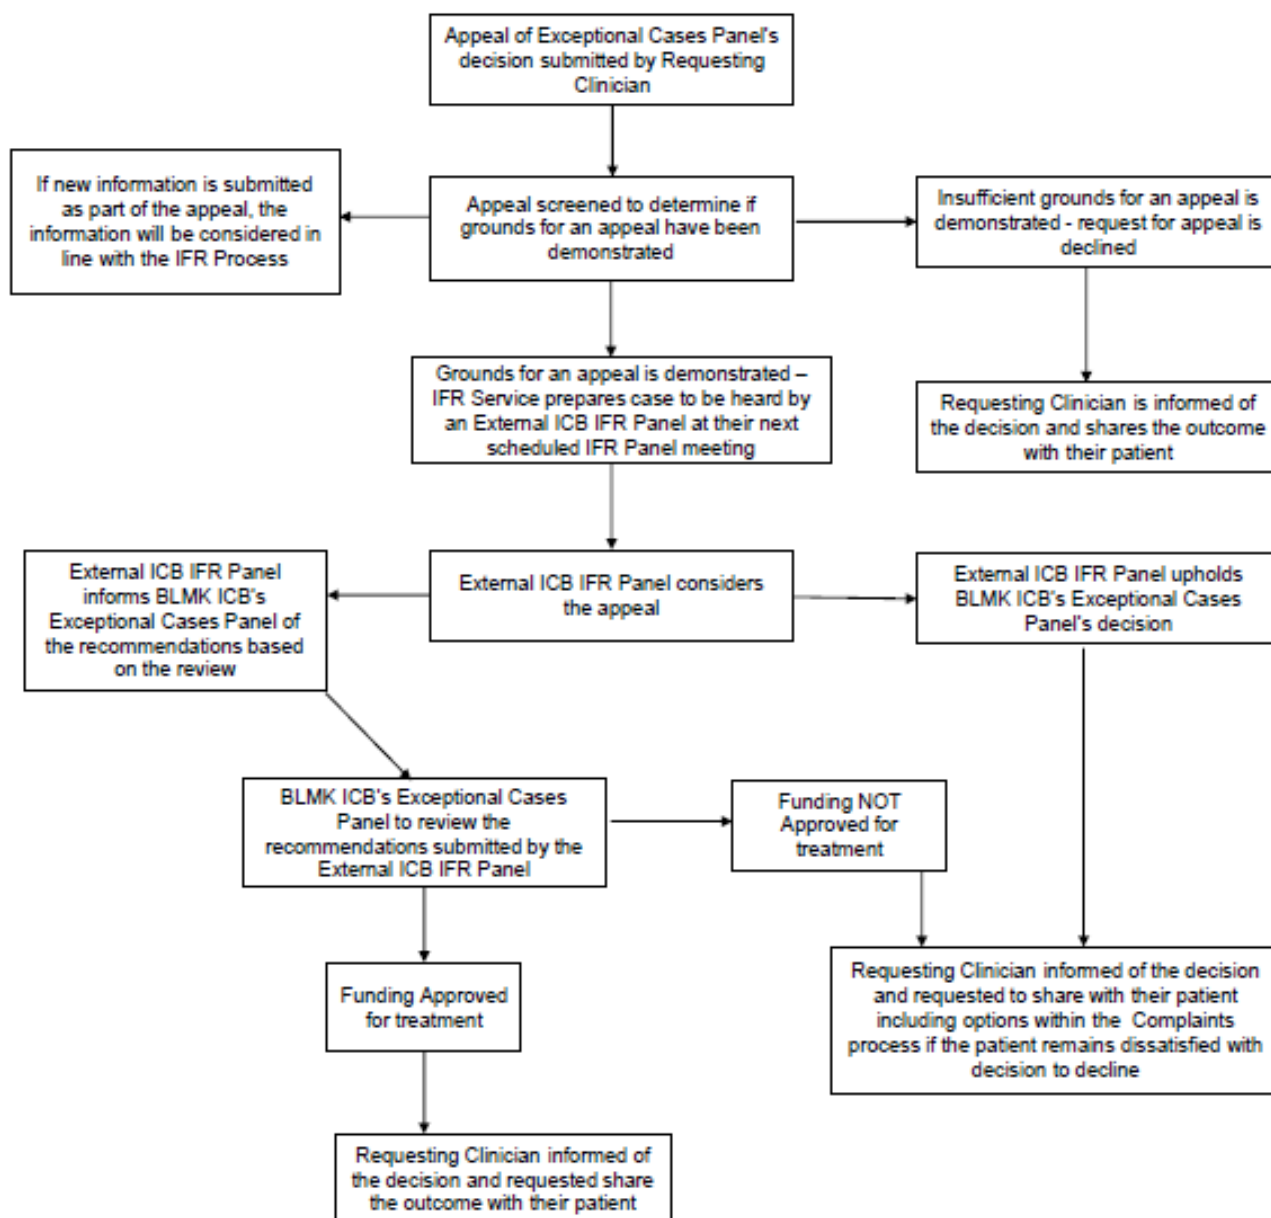 Appeal of Exceptional Cases Panel's
decision submitted by Requesting
Clinician
If new information is submitted
as part of the appeal, the
information will be considered in
line with the IFR Process
Appeal screened to determine if
grounds for an appeal have been
demonstrated
Insufficient grounds for an appeal is
demonstrated - request for appeal is
declined
Grounds for an appeal is demonstrated –
IFR Service prepares case to be heard by
an External ICB IFR Panel at their next
scheduled IFR Panel meeting
Requesting Clinician is informed of
the decision and shares the outcome
with their patient
External ICB IFR Panel
informs BLMK ICB's
Exceptional Cases Panel of
the recommendations based
on the review
External ICB IFR Panel considers
the appeal
External ICB IFR Panel upholds
BLMK ICB's Exceptional Cases
Panel's decision
BLMK ICB's Exceptional Cases
Panel to review the
recommendations submitted by the
External ICB IFR Panel
Funding NOT
Approved for
treatment
Funding Approved
for treatment
Requesting Clinician informed of the decision
and requested to share with their patient
including options within the Complaints
process if the patient remains dissatisfied with
decision to decline
Requesting Clinician informed of
the decision and requested share
the outcome with their patient